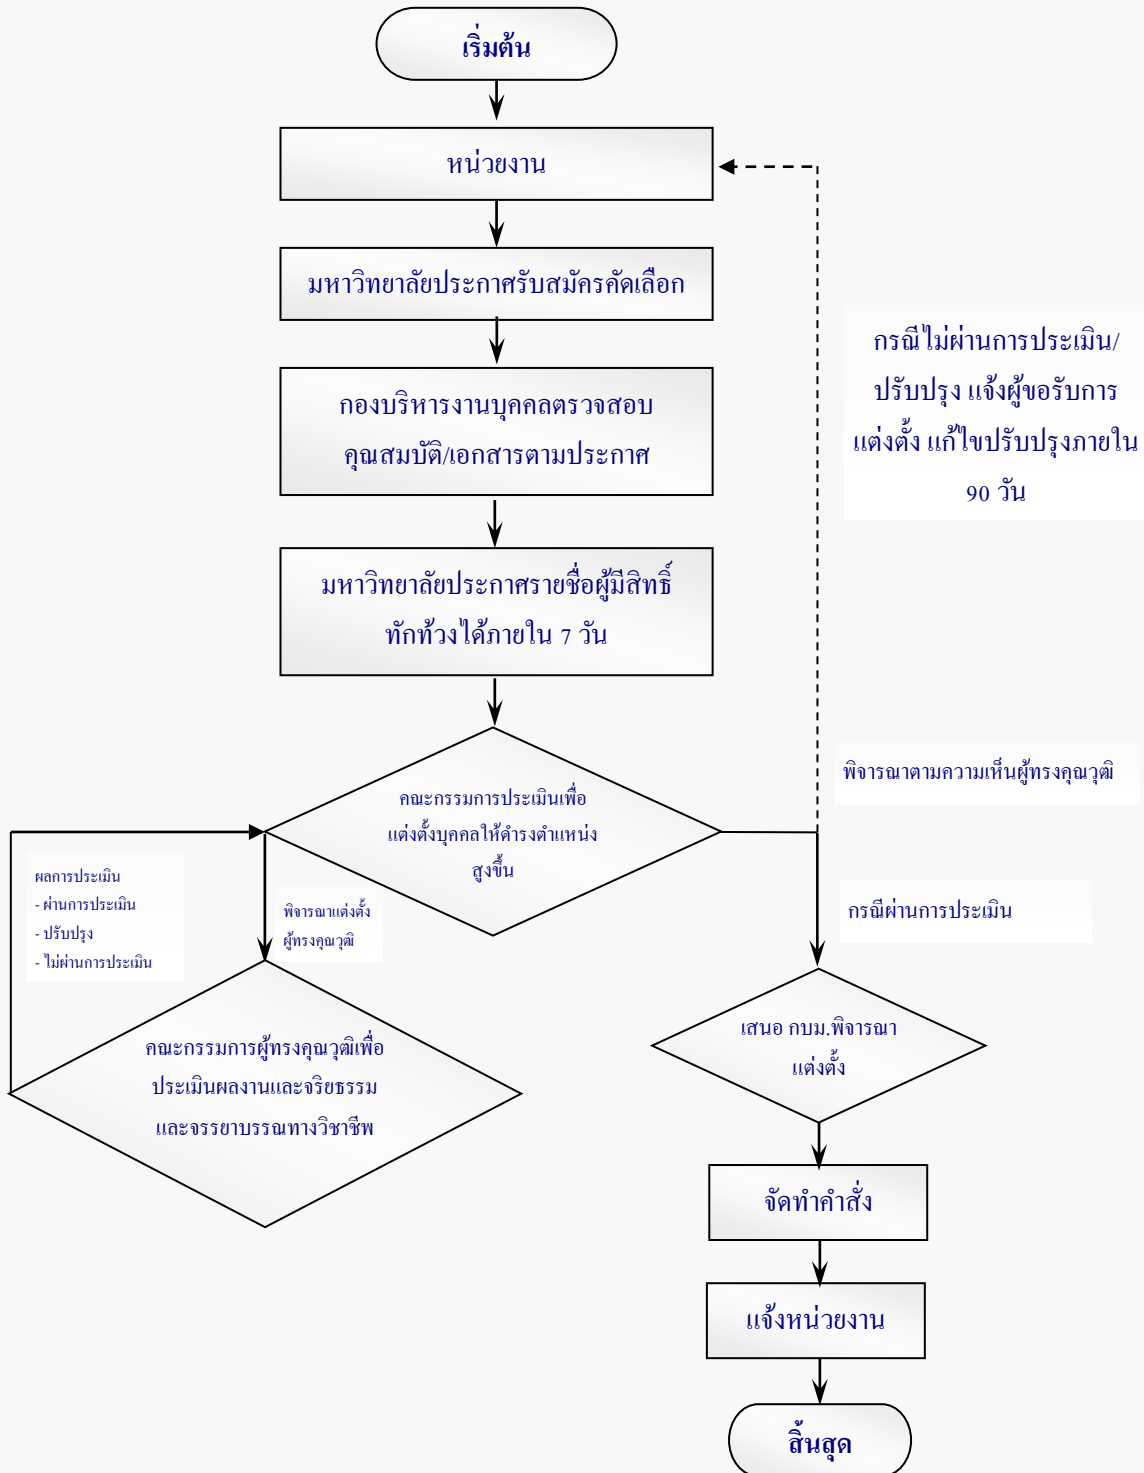 เริ่มต้น
หน่วยงาน
มหาวิทยาลัยประกาศรับสมัครคัดเลือก
กองบริหารงานบุคคลตรวจสอบ
คุณสมบัติ/เอกสารตามประกาศ
กรณีไม่ผ่านการประเมิน/
ปรับปรุง แจ้งผู้ขอรับการ
แต่งตั้ง แก้ไขปรับปรุงภายใน
90 วัน
มหาวิทยาลัยประกาศรายชื่อผู้มีสิทธิ์
ทักท้วงได้ภายใน 7 วัน
คณะกรรมการประเมินเพื่อ
แต่งตั้งบุคคลให้ดำรงตำแหน่ง
สูงขึ้น
พิจารณาตามความเห็นผู้ทรงคุณวุฒิ
ผลการประเมิน
- ผ่านการประเมิน
- ปรับปรุง
- ไม่ผ่านการประเมิน
พิจารณาแต่งตั้ง
ผู้ทรงคุณวุฒิ
กรณีผ่านการประเมิน
คณะกรรมการผู้ทรงคุณวุฒิเพื่อ
ประเมินผลงานและจริยธรรม
และจรรยาบรรณทางวิชาชีพ
เสนอ กบม.พิจารณา
แต่งตั้ง
จัดทำคำสั่ง
แจ้งหน่วยงาน
สิ้นสุด